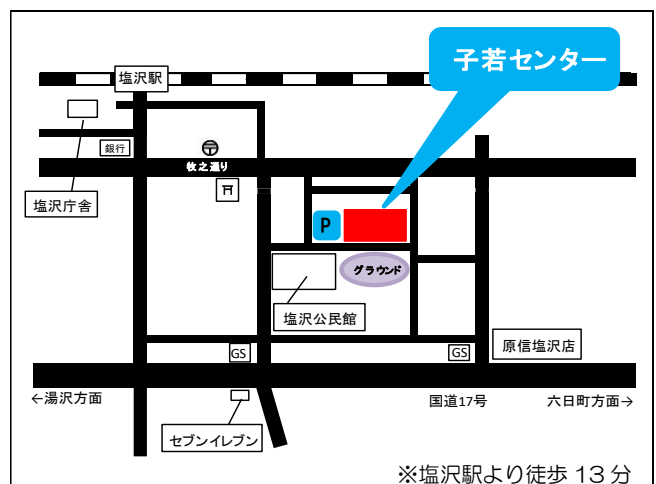 子若センター
塩沢駅
銀行
〒
牧之通り
塩沢庁舎
P
グラウンド
塩沢公民館
GS
GS
原信塩沢店
←湯沢方面
国道17号
六日町方面→
セブンイレブン
※塩沢駅より徒歩 13 分